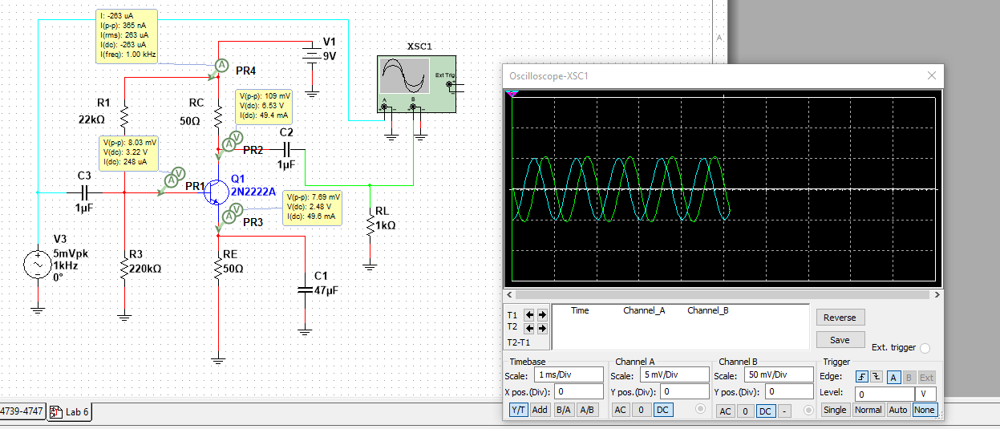 I: -263 uA
I(p-p): 365 nA
I(rms): 263 uA
I(dc): -263 uA
I(freq): 1.00 kHz
A
PR4
V1
9V
XSC1
Ext Trig
A
B
A
R1
22kΩ
RC
50Ω
V(p-p): 109 mV
V(dc): 6.53 V
I(dc): 49.4 mA
A V
PR2
C2
1µF
V(p-p): 8.03 mV
V(dc): 3.22 V
I(dc): 248 uA
A V
PR1
Q1
2N2222A
C3
1µF
V(p-p): 7.69 mV
V(dc): 2.48 V
I(dc): 49.6 mA
A V
PR3
RL
1kΩ
V3
5mVpk
1kHz
0°
R3
220kΩ
RE
50Ω
C1
47µF
4739-4747
Lab 6
Oscilloscope-XSC1
Time Channel_A Channel_B
T1
T2
T2-T1
Reverse
Save
Ext. trigger
Timebase
Scale: 1 ms/Div
X pos.(Div): 0
Y/T Add B/A A/B
Channel A
Scale: 5 mV/Div
Y pos.(Div): 0
AC 0 DC
Channel B
Scale: 50 mV/Div
Y pos.(Div): 0
AC 0 DC -
Trigger
Edge: A B Ext
Level: 0 V
Single Normal Auto None